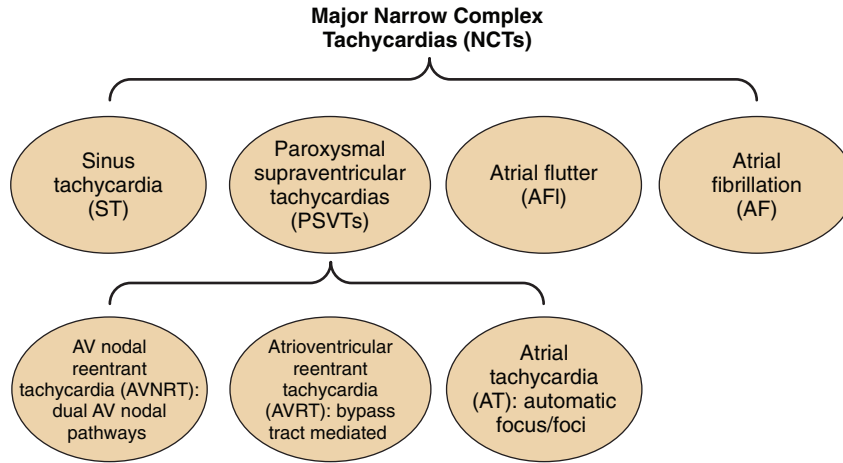 Major Narrow Complex
Tachycardias (NCTs)
Sinus
tachycardia
(ST)
Paroxysmal
supraventricular
tachycardias
(PSVTs)
Atrial flutter
(AFl)
Atrial
fibrillation
(AF)
AV nodal
reentrant
tachycardia (AVNRT):
dual AV nodal
pathways
Atrioventricular
reentrant
tachycardia
(AVRT): bypass
tract mediated
Atrial
tachycardia
(AT): automatic
focus/foci